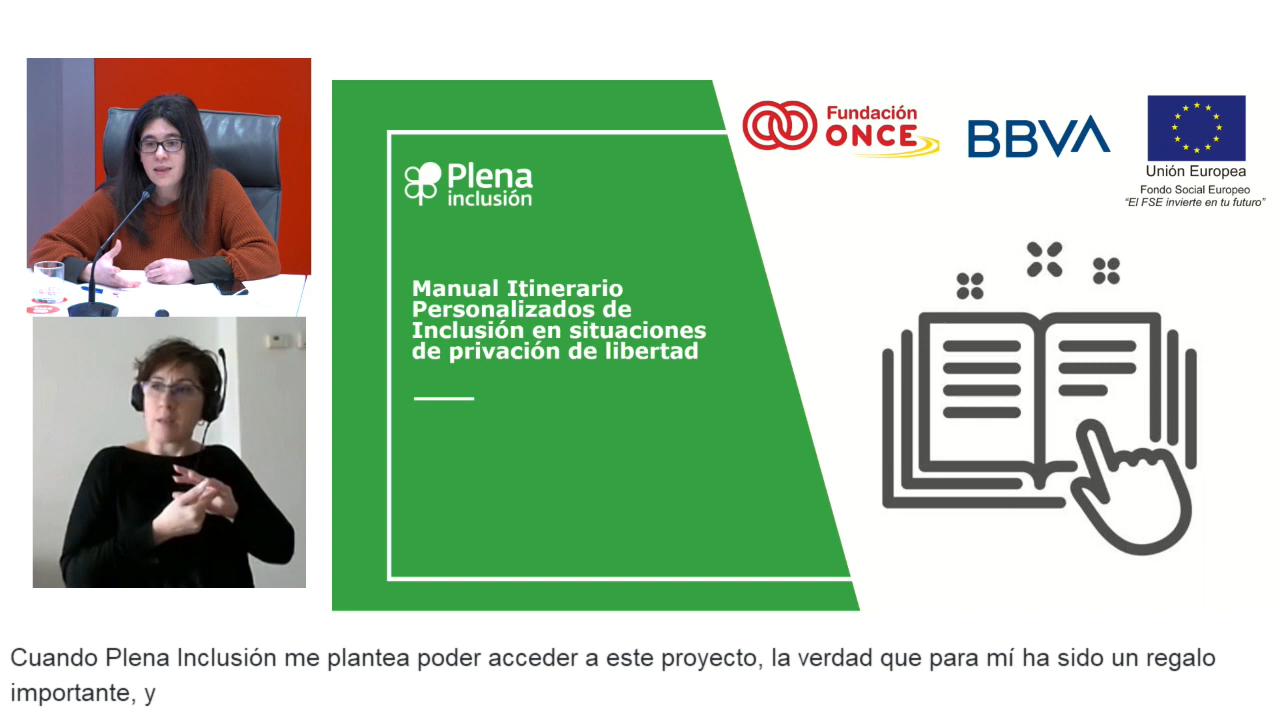 Fundación
ONCE
BBVA
Unión Europea
Fondo Social Europeo
“El FSE invierte en tu futuro”
Plena
inclusión
Manual Itinerario
Personalizados de
Inclusión en situaciones
de privación de libertad
Cuando Plena Inclusión me plantea poder acceder a este proyecto, la verdad que para mí ha sido un regalo
importante, y